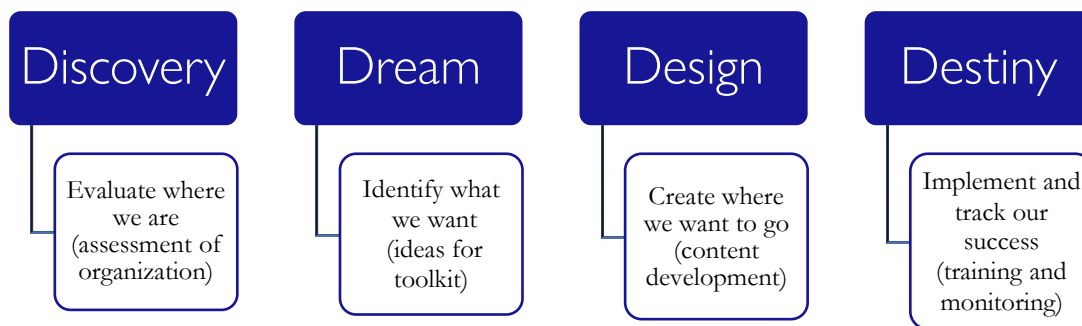 Discovery
Evaluate where
we are
(assessment of
organization)
Dream
Identify what
we want
(ideas for
toolkit)
Design
Create where
we want to go
(content
development)
Destiny
Implement and
track our
success
(training and
monitoring)